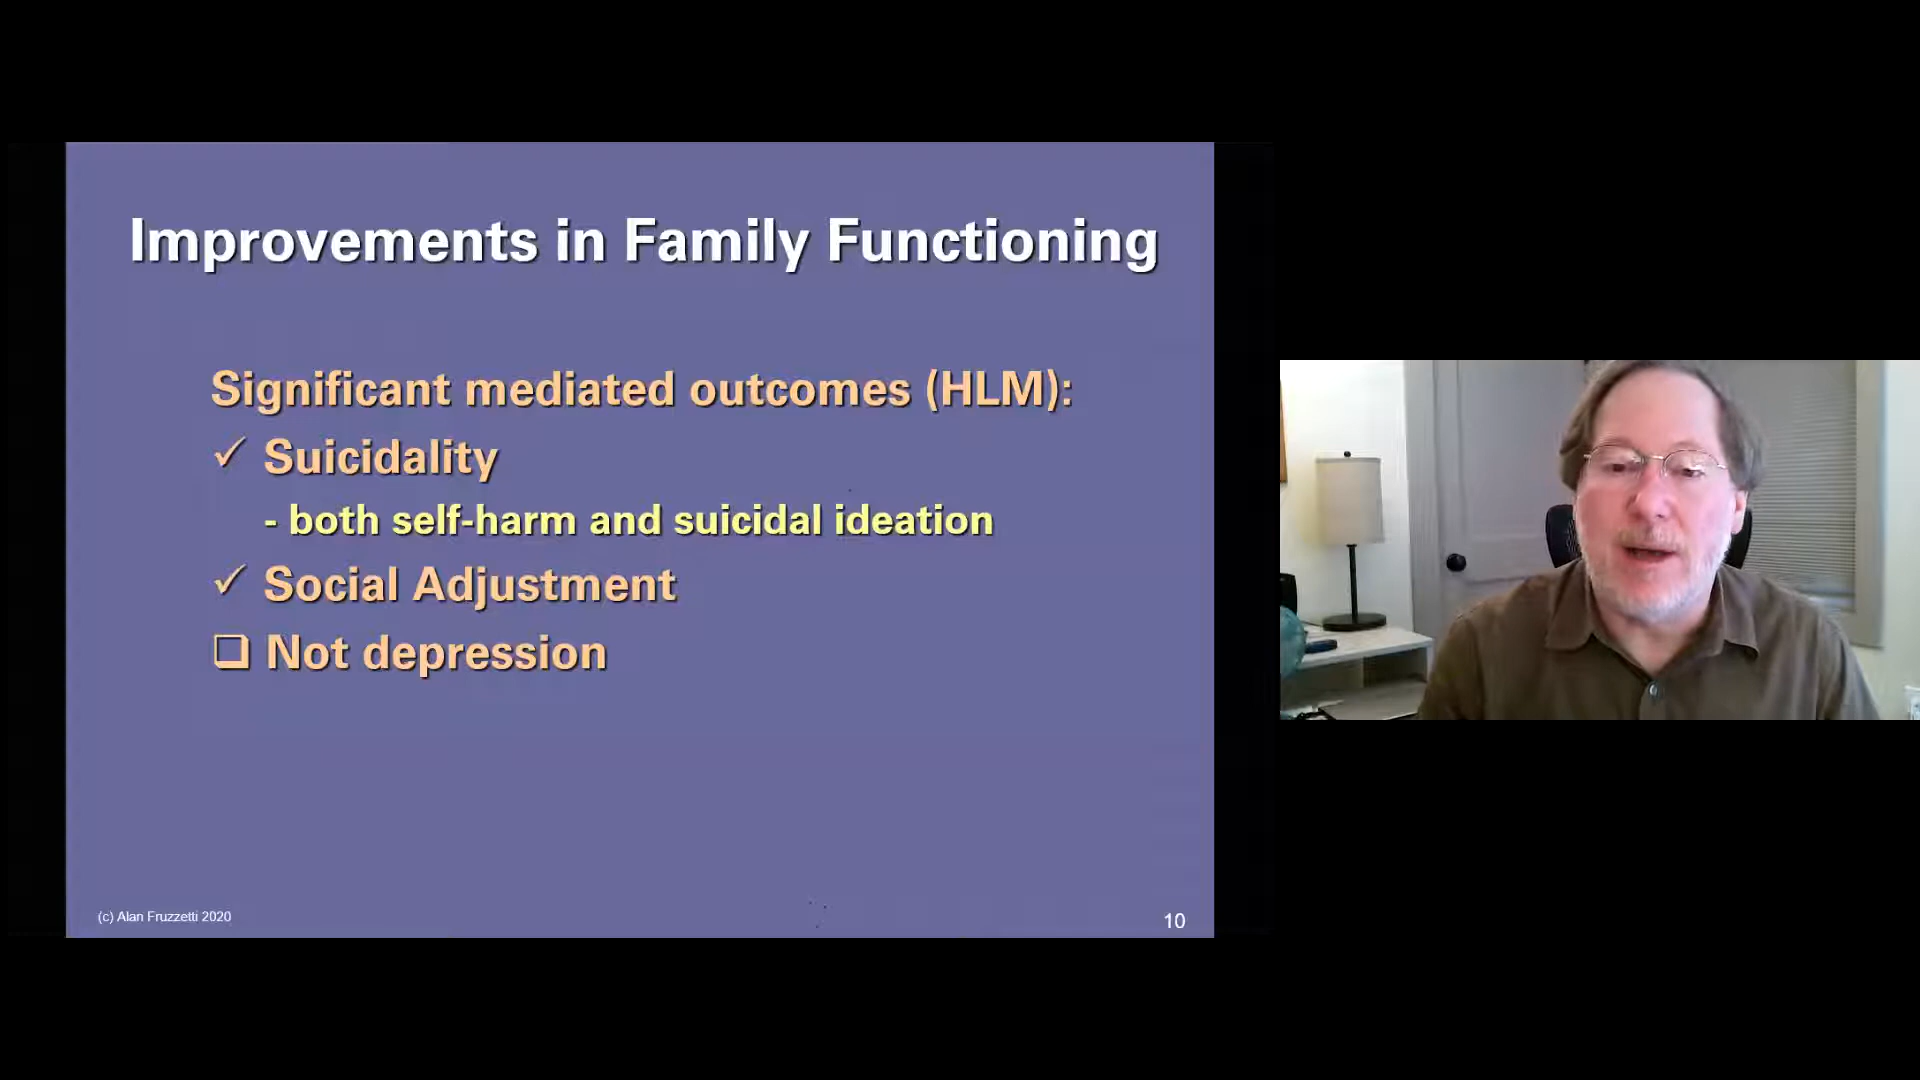 Improvements in Family Functioning
Significant mediated outcomes (HLM):
✓ Suicidality
- both self-harm and suicidal ideation
✓ Social Adjustment
❑ Not depression
(c) Alan Fruzzetti 2020
10